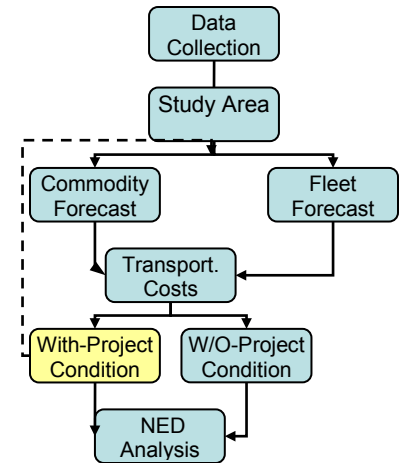 Data
Collection
Study Area
Commodity
Forecast
Fleet
Forecast
Transport.
Costs
With-Project
Condition
W/O-Project
Condition
NED
Analysis